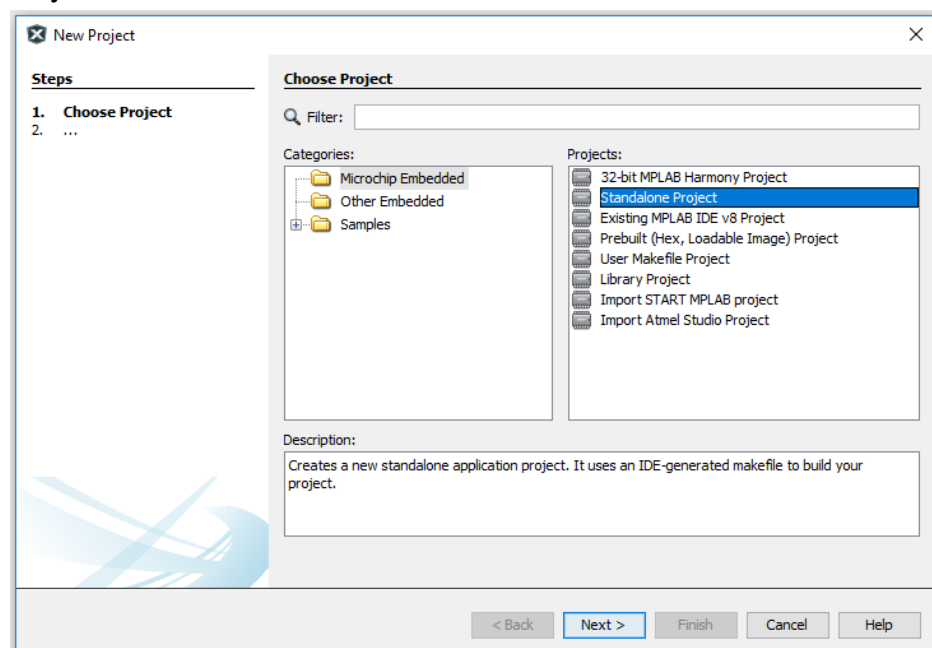 New Project
Steps
1. Choose Project
2. ...
Choose Project
Filter:
Categories:
Microchip Embedded
Other Embedded
Samples
Projects:
32-bit MPLAB Harmony Project
Standalone Project
Existing MPLAB IDE v8 Project
Prebuilt (Hex, Loadable Image) Project
User Makefile Project
Library Project
Import START MPLAB project
Import Atmel Studio Project
Description:
Creates a new standalone application project. It uses an IDE-generated makefile to build your
project.
< Back Next > Finish Cancel Help